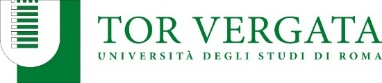 TOR VERGATA
UNIVERSITÀ DEGLI STUDI DI ROMA